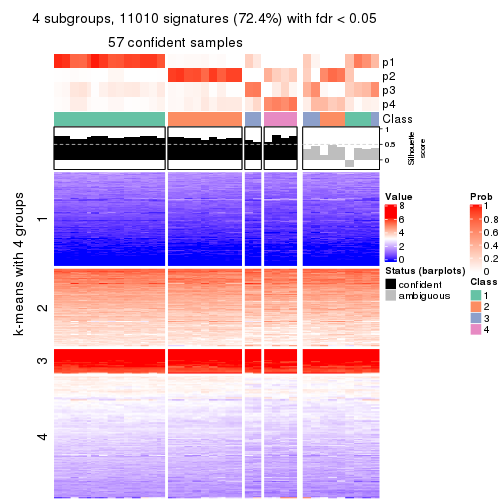 4 subgroups, 11010 signatures (72.4%) with fdr < 0.05
57 confident samples
p1
p2
p3
p4
Class
1
0.5
0
Silhouette
score
k-means with 4 groups
1
2
3
4
Value
8
6
4
2
0
Status (barplots)
confident
ambiguous
Prob
1
0.8
0.6
0.4
0.2
0
Class
1
2
3
4